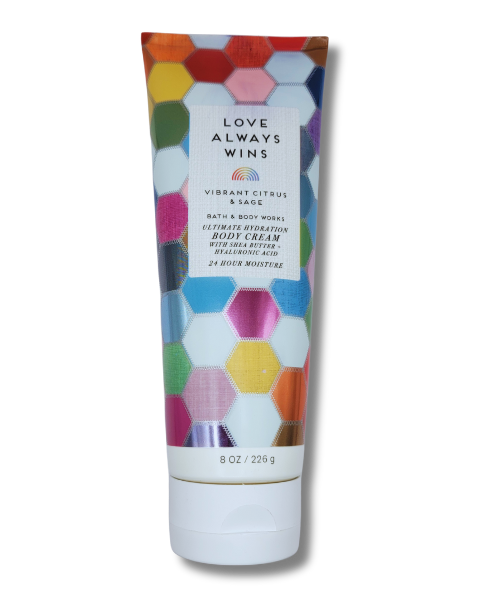 LOVE
ALWAYS
WINS
VIBRANT CITRUS
& SAGE
BATH & BODY WORKS
ULTIMATE HYDRATION
BODY CREAM
WITH SHEA BUTTER +
HYALURONIC ACID
24 HOUR MOISTURE
8 OZ / 226 g